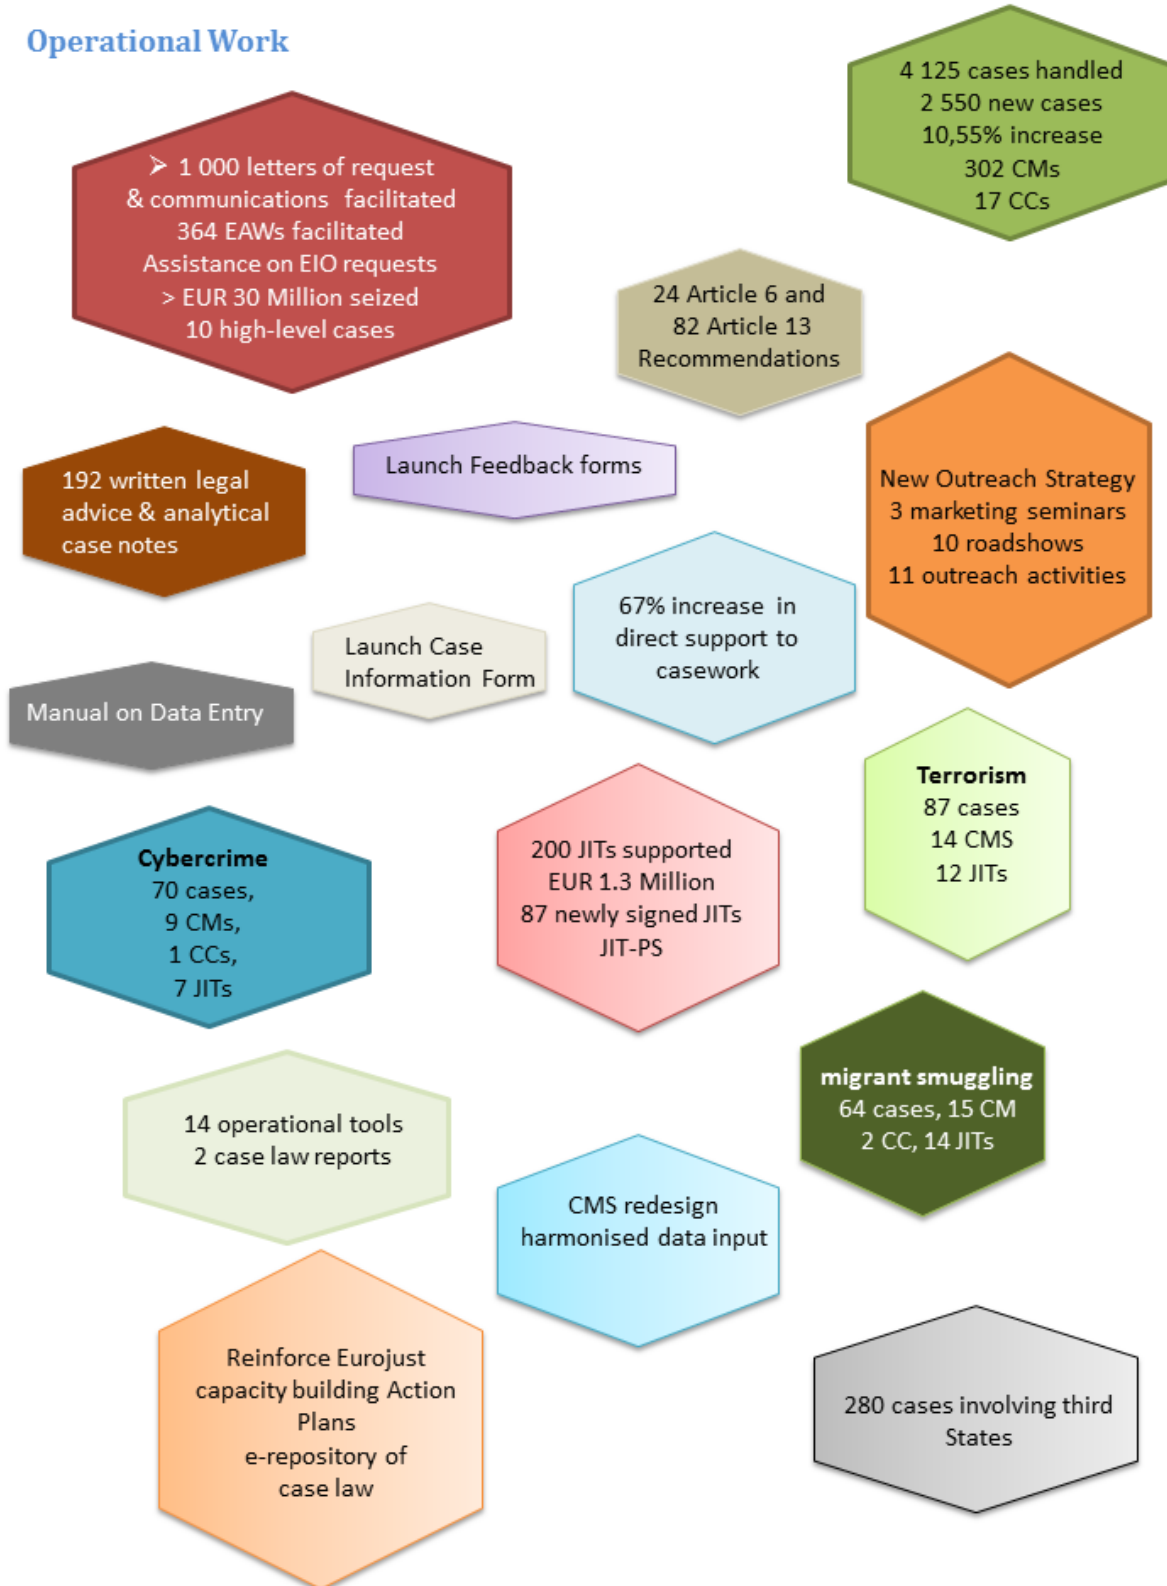 Operational Work
4 125 cases handled
2 550 new cases
10,55% increase
302 CMs
17 CCs
➢ 1 000 letters of request
& communications facilitated
364 EAWs facilitated
Assistance on EIO requests
> EUR 30 Million seized
10 high-level cases
24 Article 6 and
82 Article 13
Recommendations
Launch Feedback forms
192 written legal
advice & analytical
case notes
New Outreach Strategy
3 marketing seminars
10 roadshows
11 outreach activities
67% increase in
direct support to
casework
Launch Case
Information Form
Manual on Data Entry
Terrorism
87 cases
14 CMS
12 JITs
200 JITs supported
EUR 1.3 Million
87 newly signed JITs
JIT-PS
Cybercrime
70 cases,
9 CMs,
1 CCs,
7 JITs
migrant smuggling
64 cases, 15 CM
2 CC, 14 JITs
14 operational tools
2 case law reports
CMS redesign
harmonised data input
Reinforce Eurojust
capacity building Action
Plans
e-repository of
case law
280 cases involving third
States